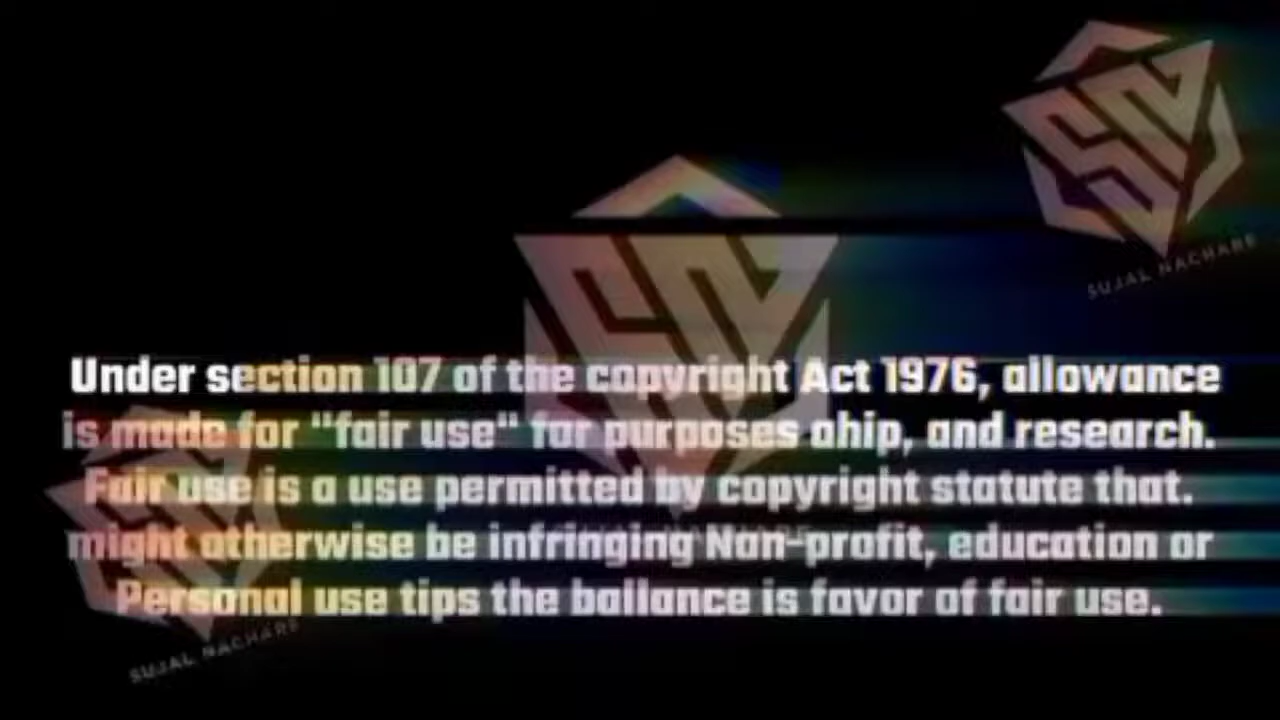 SUJAL NACHARE
Under section 107 of the copyright Act 1976, allowance
is made for "fair use" for purposes ohip, and research.
Fair use is a use permitted by copyright statute that.
might otherwise be infringing Non-profit, education or
Personal use tips the ballance is favor of fair use.
SUJAL NACHARE